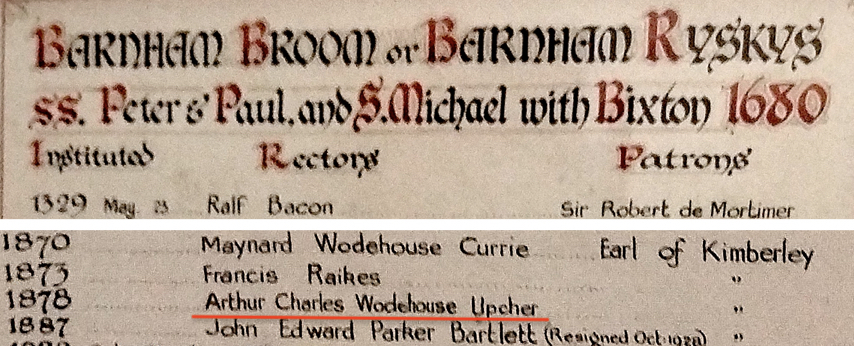 Barnham Broom or Barnham Ryskys
SS. Peter & Paul, and S. Michael with Bixton 1680
Instituted Rectors Patrons
1329 May. 23 Ralf Bacon Sir Robert de Mortimer
1870 Maynard Wodehouse Currie Earl of Kimberley
1873 Francis Raikes "
1878 Arthur Charles Wodehouse Upcher "
1887 John Edward Parker Bartlett (Resigned Oct. 1928) "